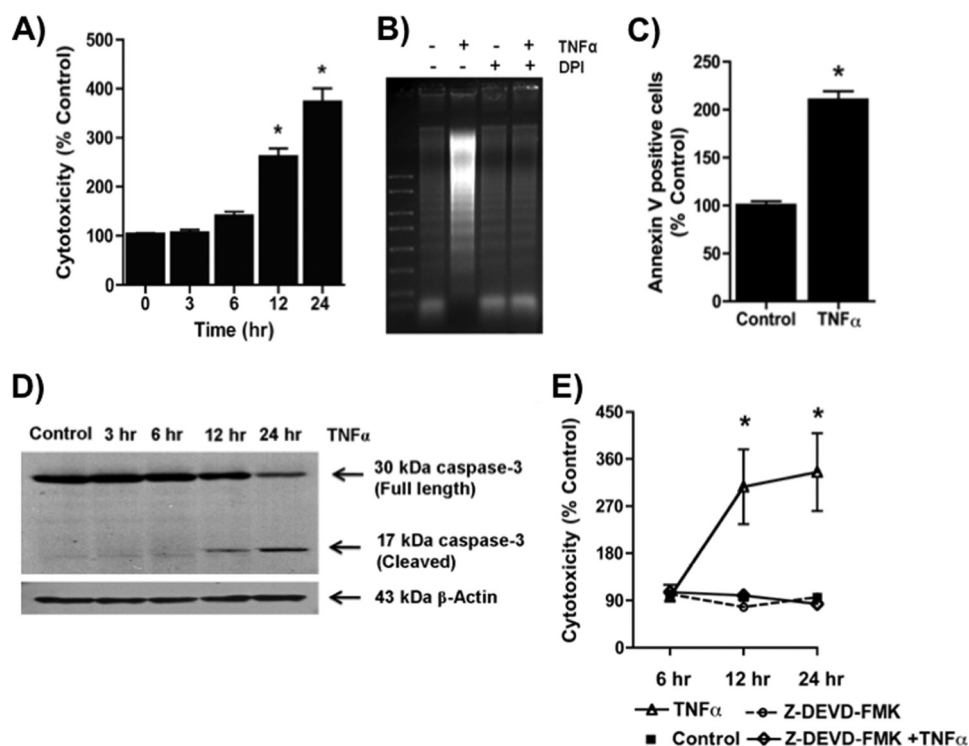 A)
Cytotoxicity (% Control)
500
400
300
200
100
0
*
*
0 3 6 12 24
Time (hr)
B)
- + - + TNFα
- - + + DPI
C)
Annexin V positive cells
(% Control)
250
200
150
100
50
0
*
Control TNFα
D)
Control 3 hr 6 hr 12 hr 24 hr TNFα
30 kDa caspase-3
(Full length)
17 kDa caspase-3
(Cleaved)
43 kDa β-Actin
E)
Cytotoxicity (% Control)
450
360
270
180
90
0
*
*
6 hr 12 hr 24 hr
TNFα Z-DEVD-FMK
Control Z-DEVD-FMK +TNFα